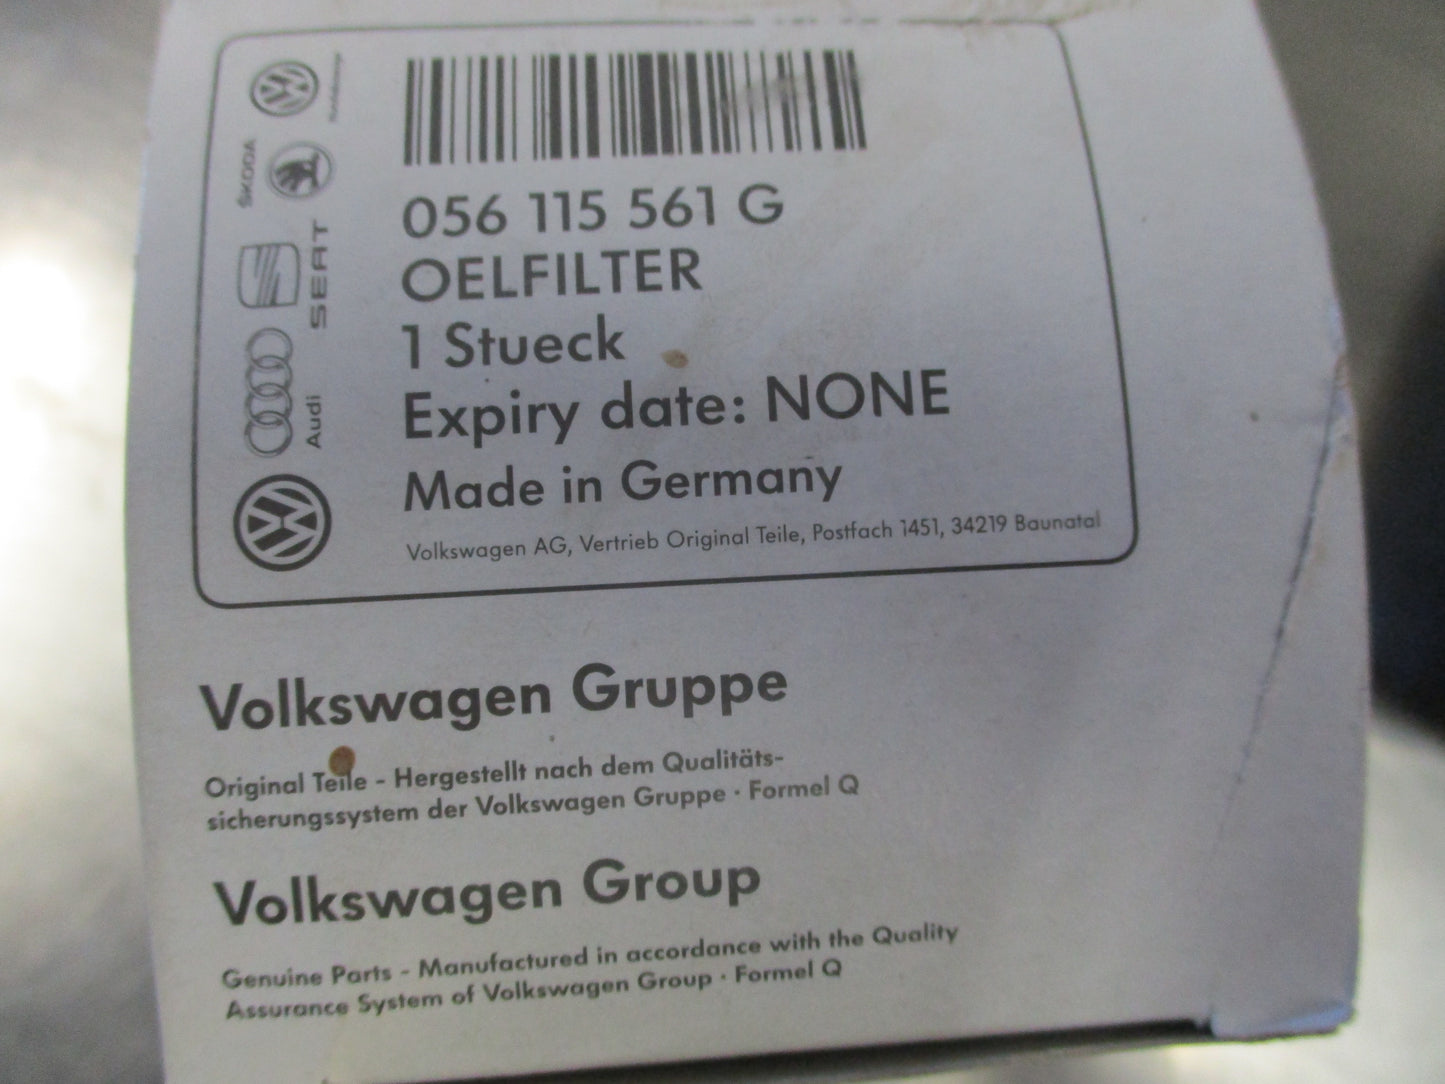 ŠKODA
SEAT
Audi
056 115 561 G
OELFILTER
1 Stueck
Expiry date: NONE
Made in Germany
Volkswagen AG, Vertrieb Original Teile, Postfach 1451, 34219 Baunatal
Volkswagen Gruppe
Original Teile - Hergestellt nach dem Qualitäts-
sicherungssystem der Volkswagen Gruppe · Formel Q
Volkswagen Group
Genuine Parts - Manufactured in accordance with the Quality
Assurance System of Volkswagen Group · Formel Q